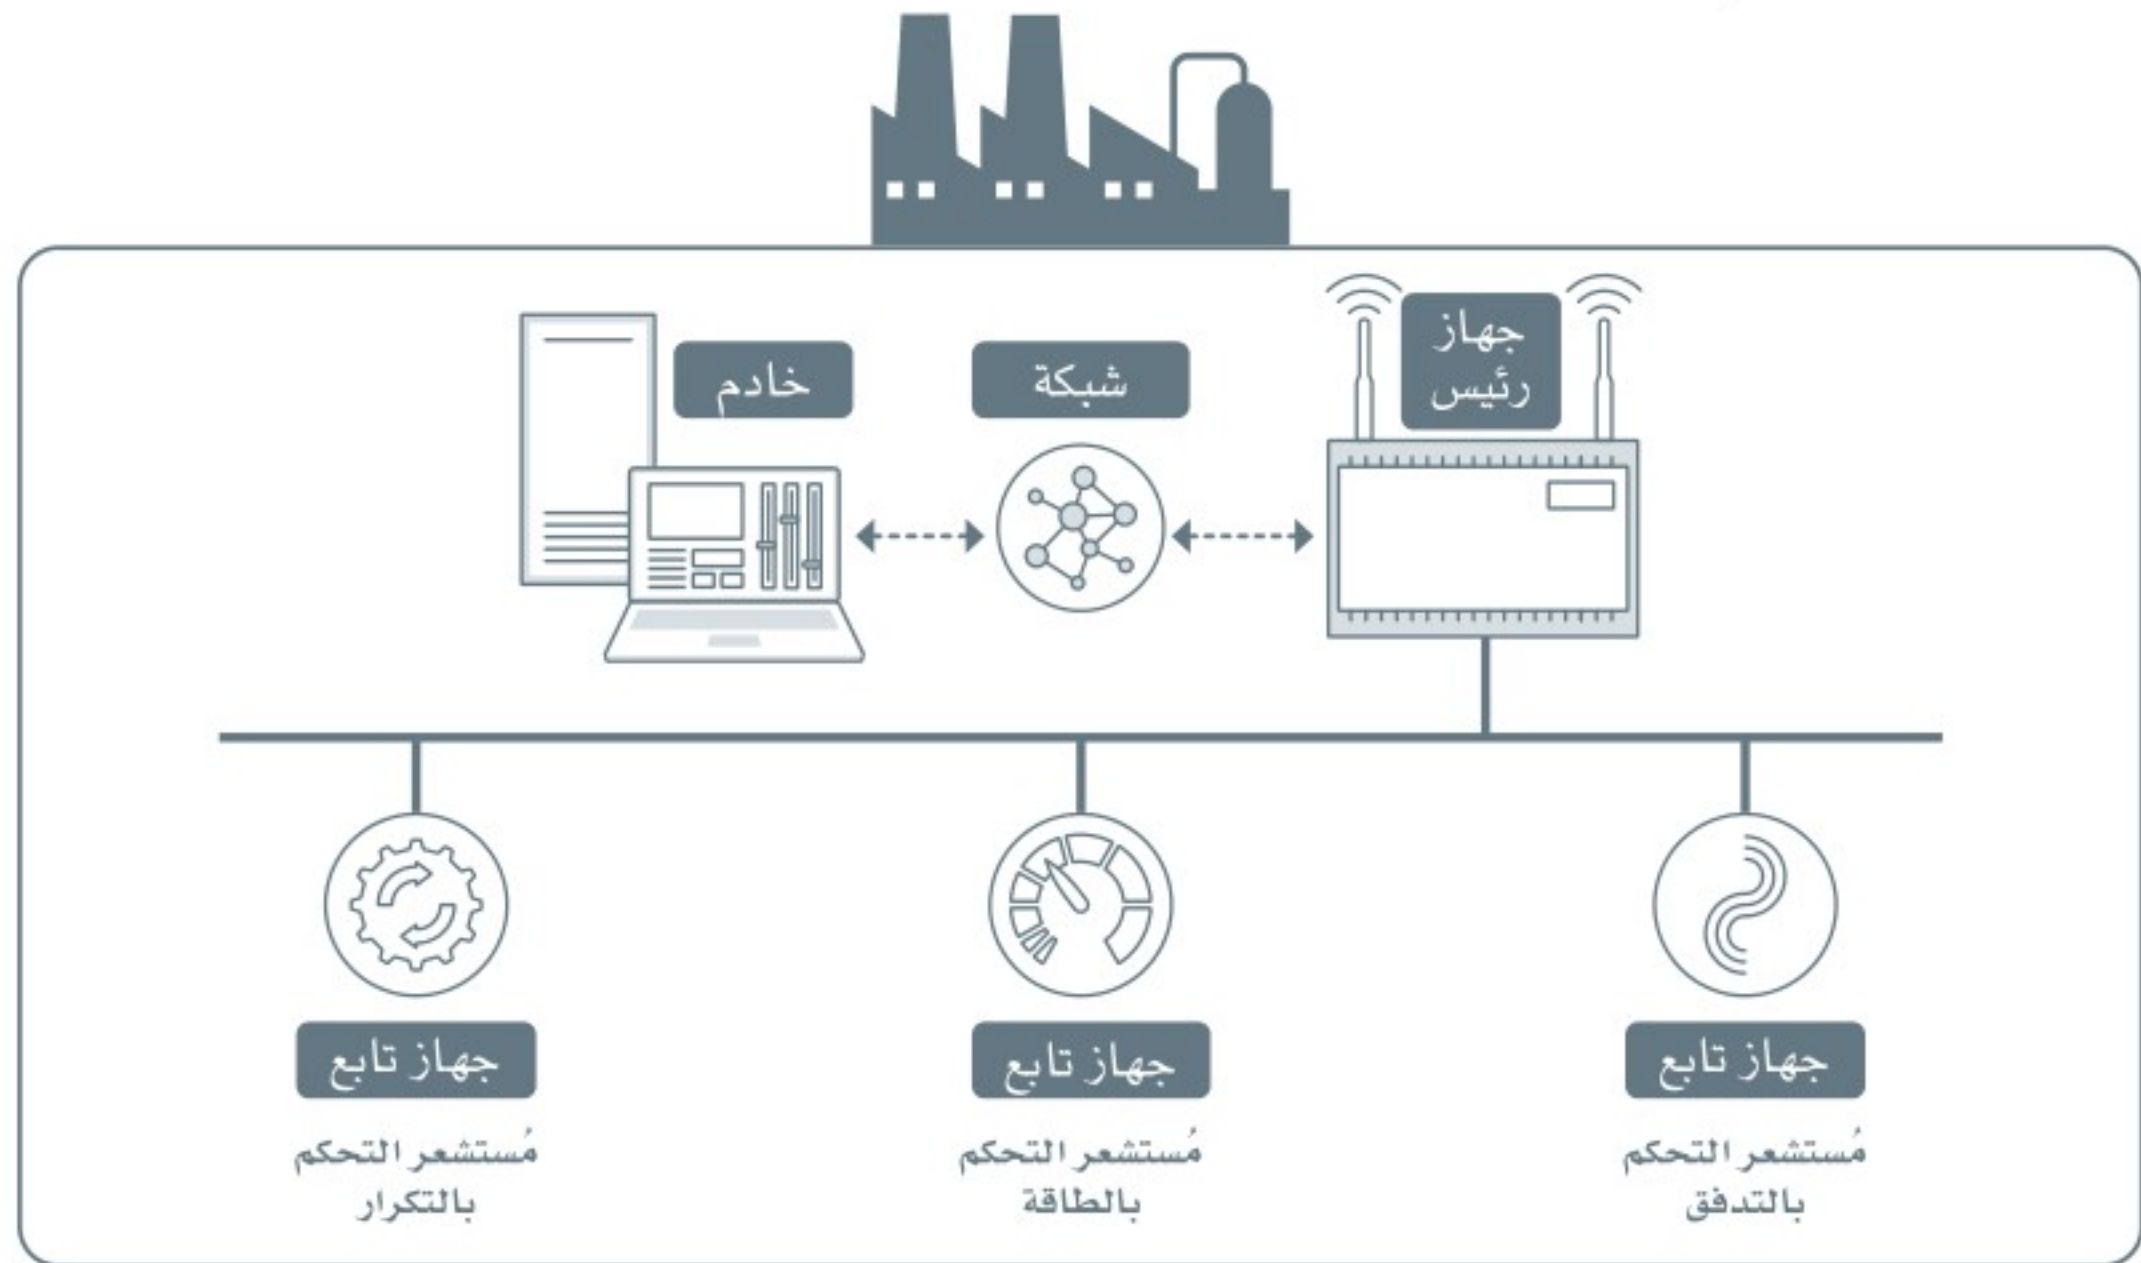 جهاز
رئيس
شبكة
خادم
جهاز تابع
مُستشعر التحكم
بالتدفق
جهاز تابع
مُستشعر التحكم
بالطاقة
جهاز تابع
مُستشعر التحكم
بالتكرار